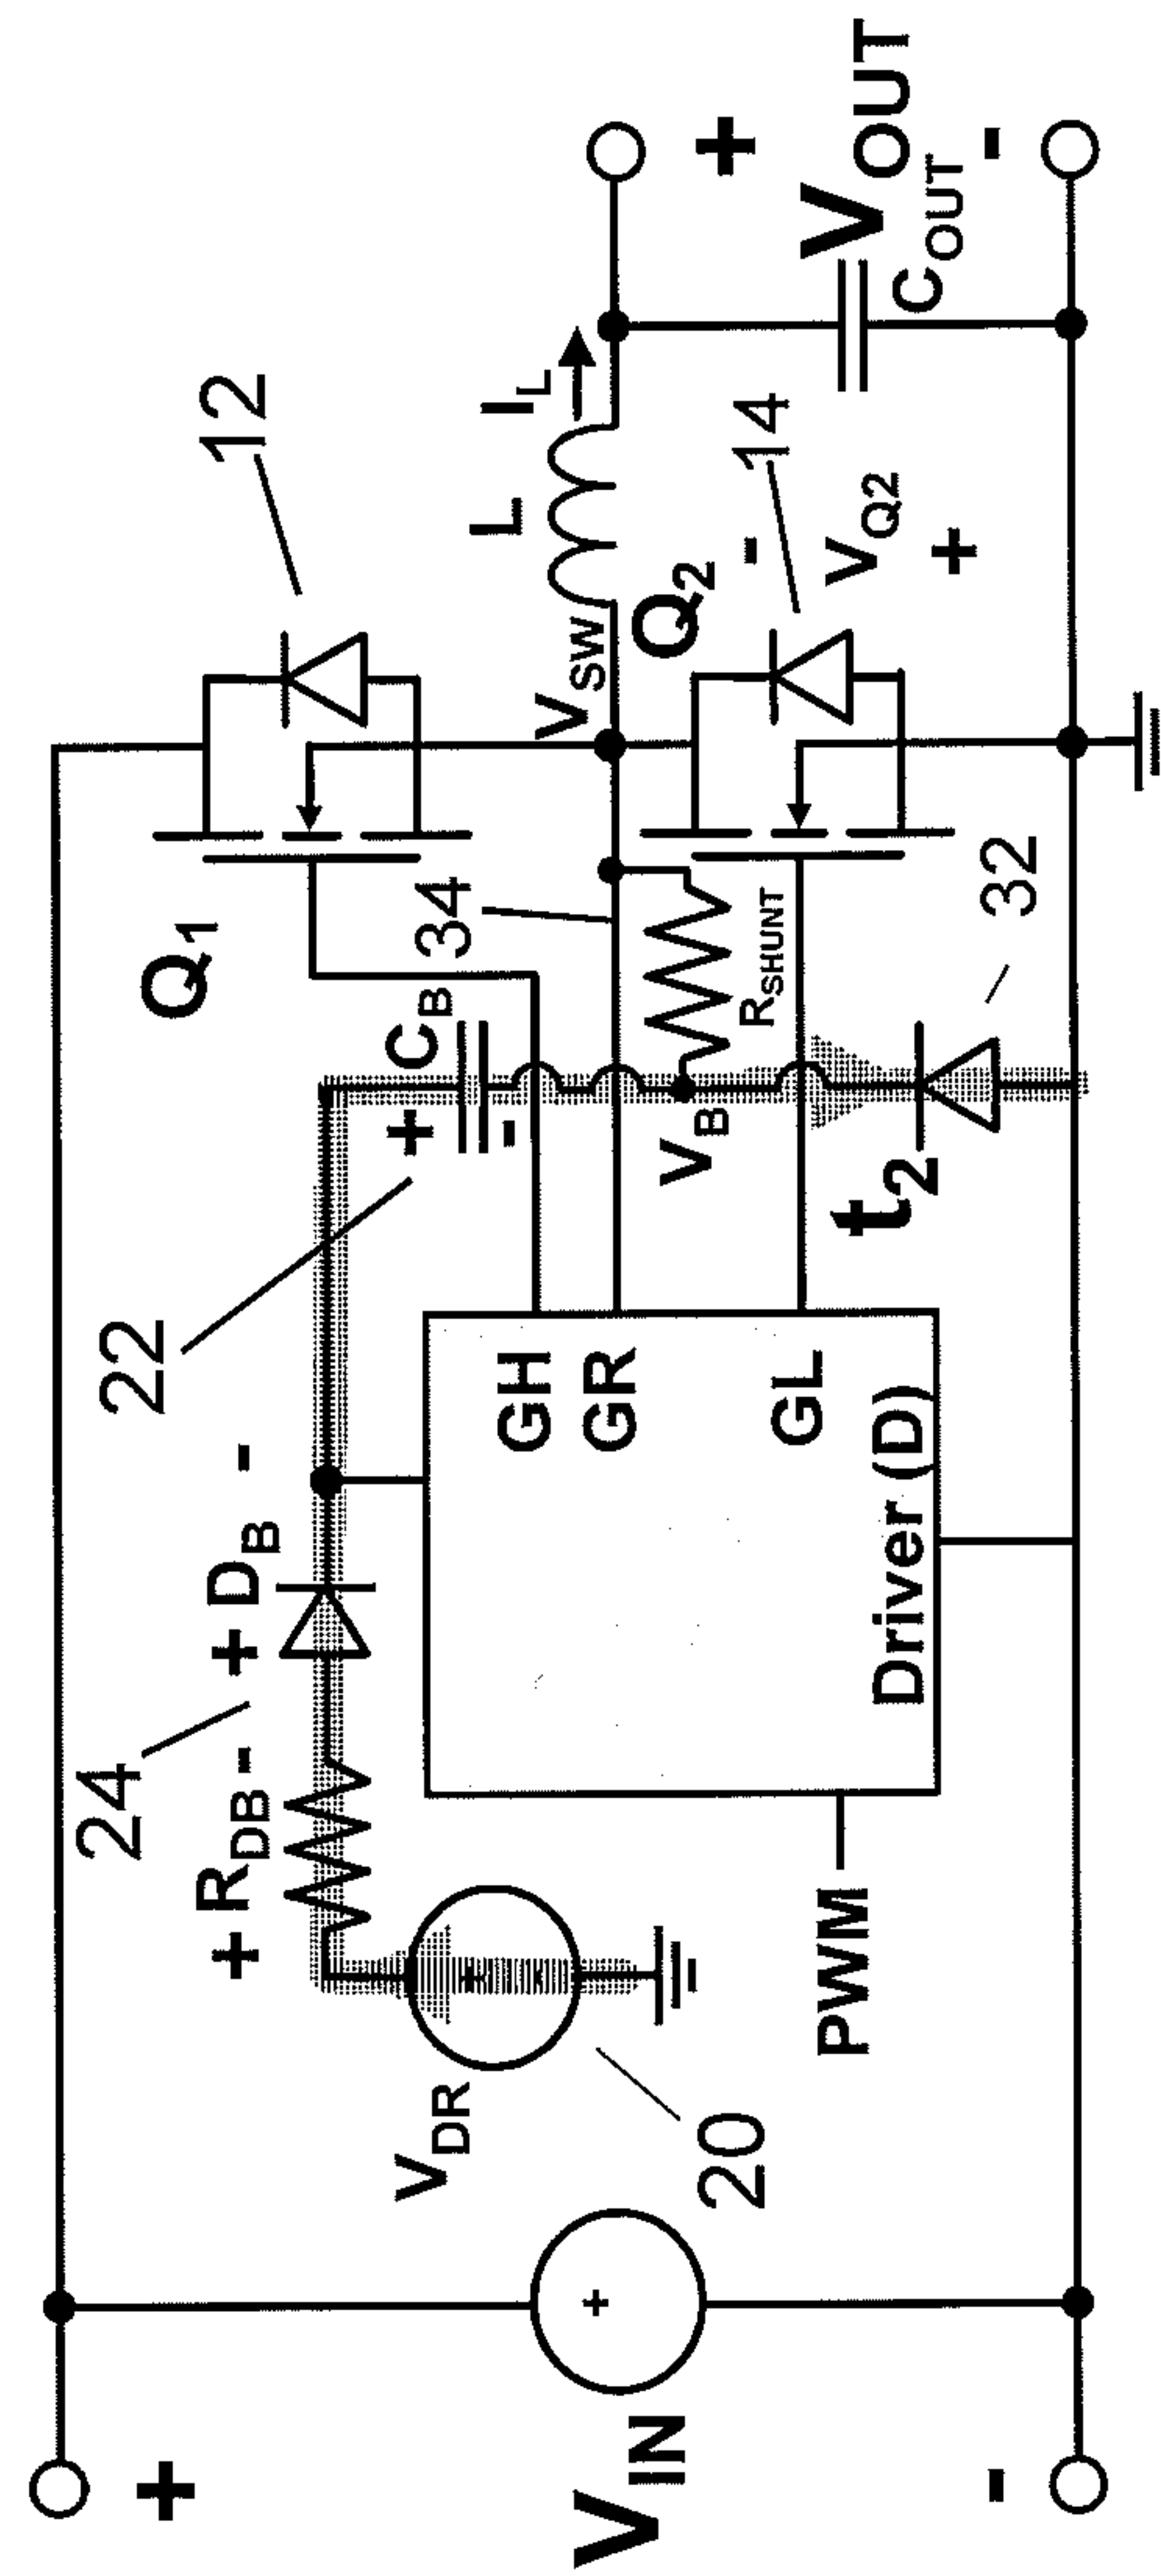 12
Q1
L
IL
+
VSW
Q2
-
14
VQ2
+
VOUT
COUT
-
34
CB
+
-
22
24
+ RDB - + DB -
RSHUNT
VB
32
t2
GH
GR
GL
Driver (D)
PWM
VDR
+
-
20
+
VIN
+
-